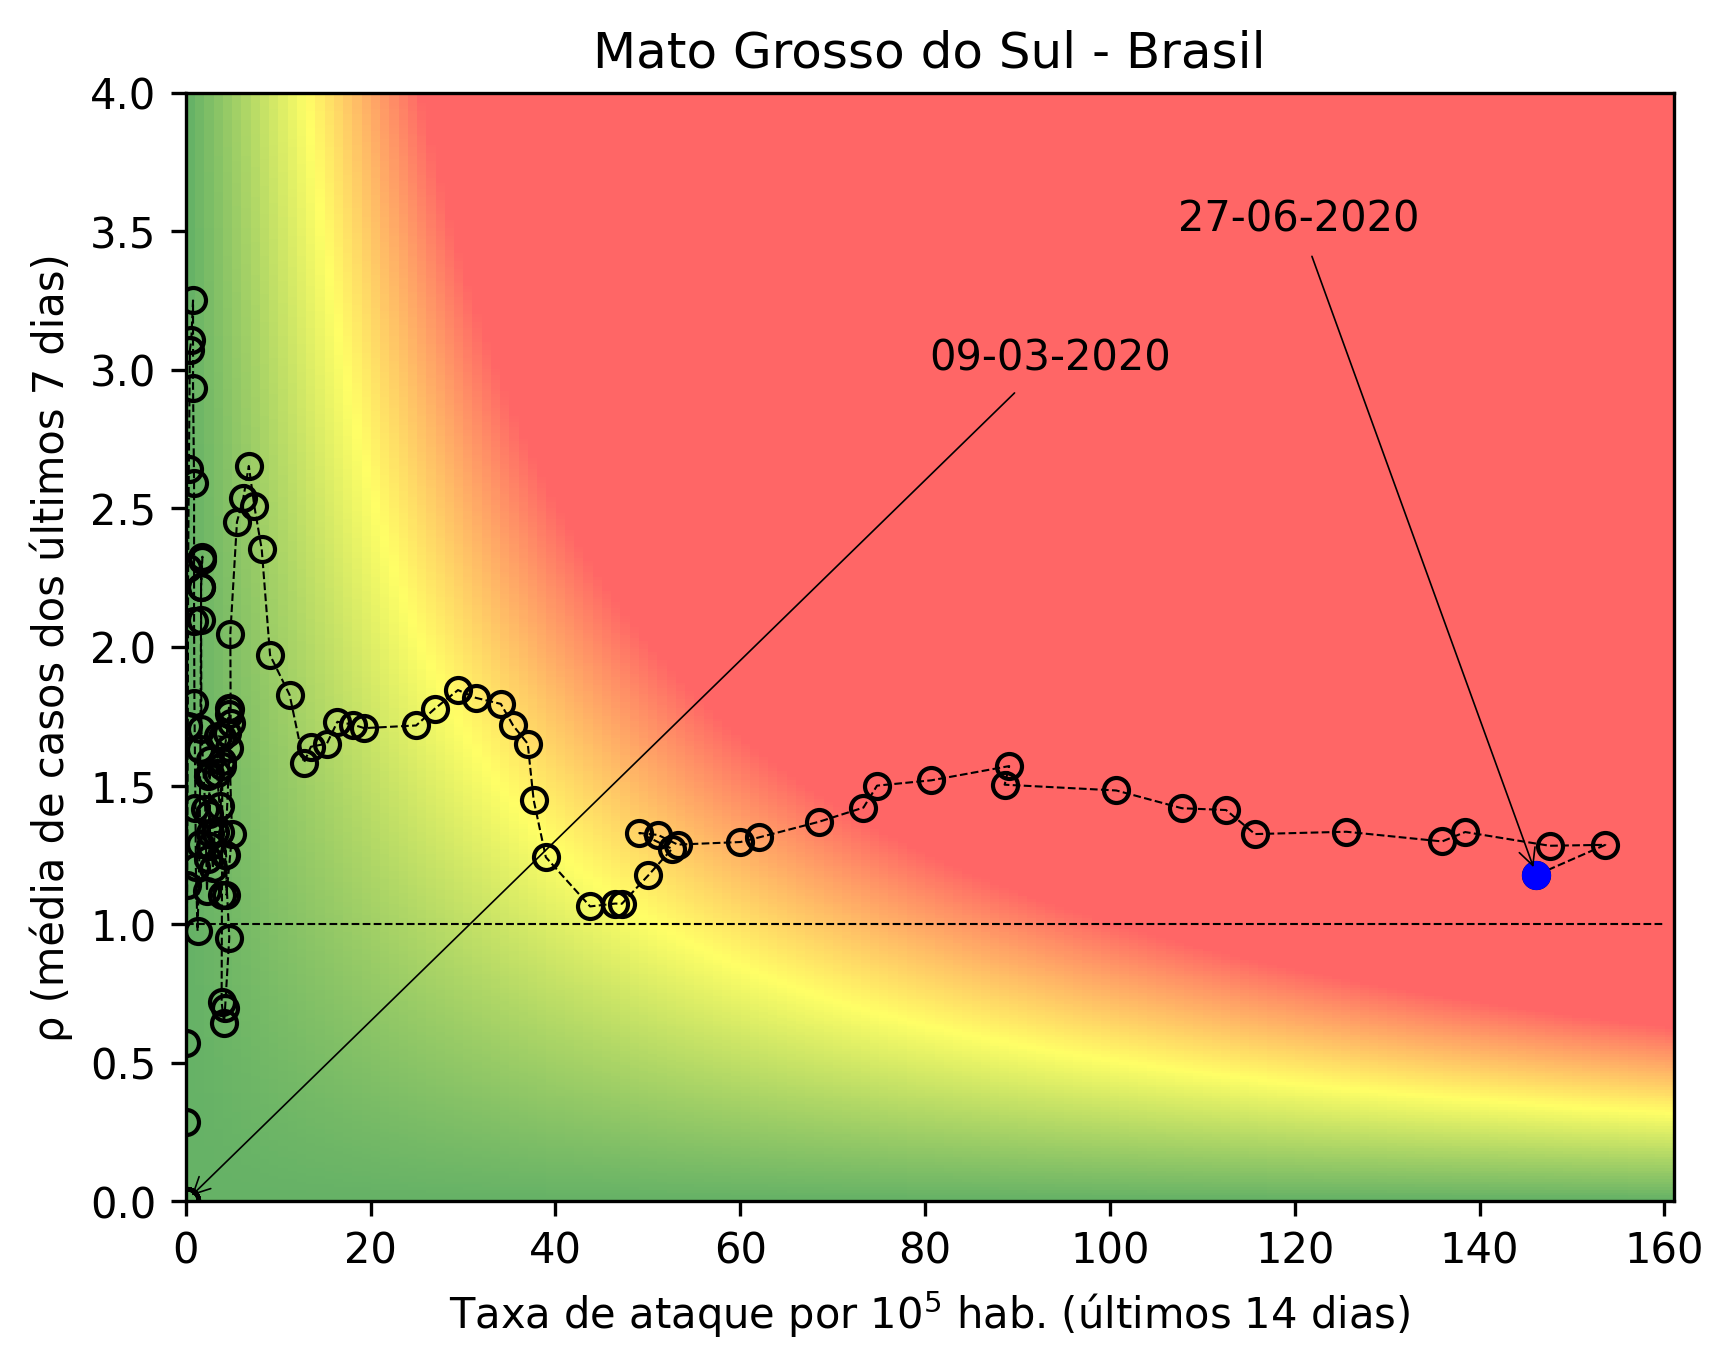 Mato Grosso do Sul - Brasil
4.0
3.5
3.0
2.5
2.0
1.5
1.0
0.5
0.0
ρ (média de casos dos últimos 7 dias)
27-06-2020
09-03-2020
0 20 40 60 80 100 120 140 160
Taxa de ataque por 10⁵ hab. (últimos 14 dias)